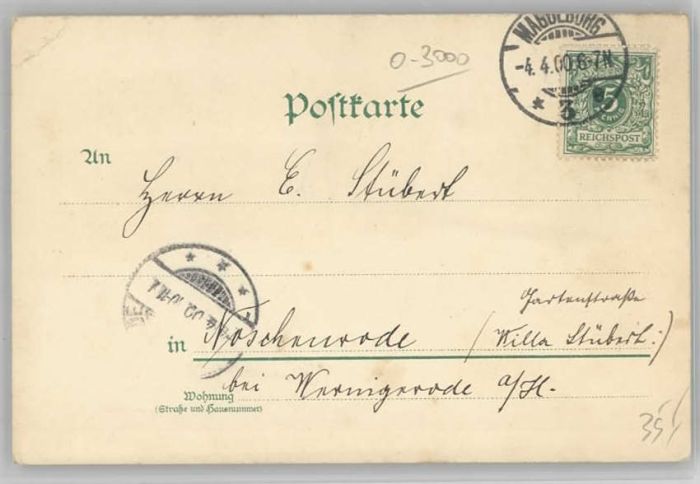 MAGDEBURG
-4.4.00.6-7N.
* 3 e
0-3000
5
REICHSPOST
Postkarte
An
Herrn E. Stübert
Gartenstraße
in Nöschenrode (Villa Stübert:)
bei Wernigerode a/H.
Wohnung
(Straße und Hausnummer)